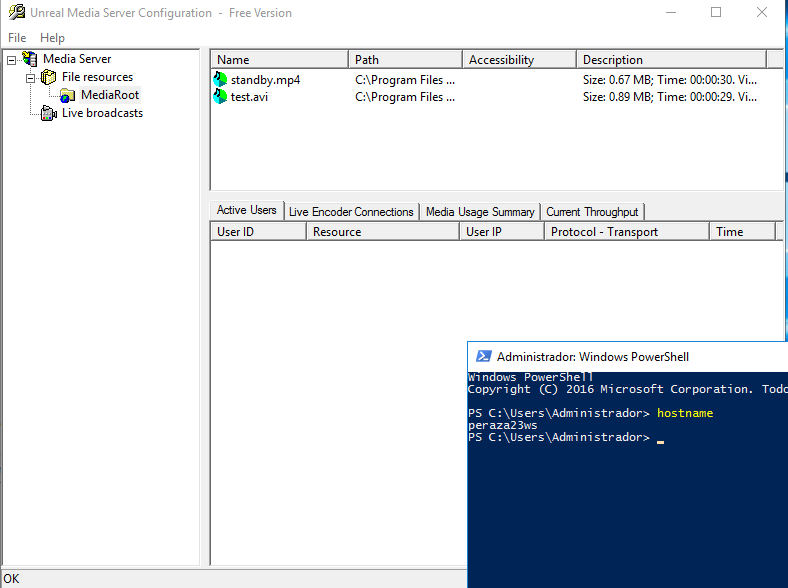 Unreal Media Server Configuration - Free Version
File Help
Media Server
File resources
MediaRoot
Live broadcasts
Name Path Accessibility Description
standby.mp4 C:\Program Files ... Size: 0.67 MB; Time: 00:00:30. Vi...
test.avi C:\Program Files ... Size: 0.89 MB; Time: 00:00:29. Vi...
Active Users Live Encoder Connections Media Usage Summary Current Throughput
User ID Resource User IP Protocol - Transport Time
Administrador: Windows PowerShell
Windows PowerShell
Copyright (C) 2016 Microsoft Corporation. Todo
PS C:\Users\Administrador> hostname
peraza23ws
PS C:\Users\Administrador> _
OK